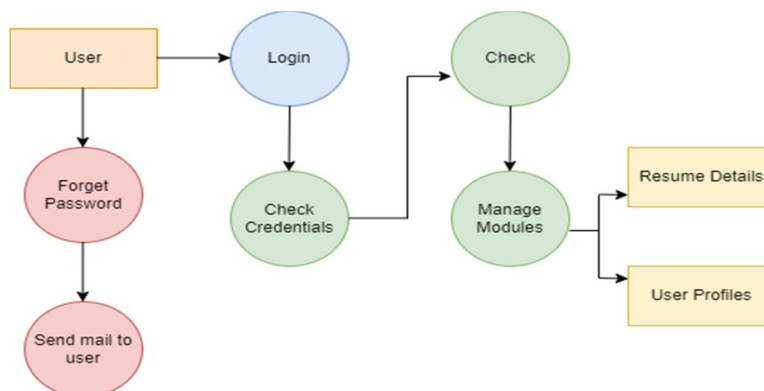 User
Login
Check
Forget
Password
Check
Credentials
Manage
Modules
Resume Details
User Profiles
Send mail to
user